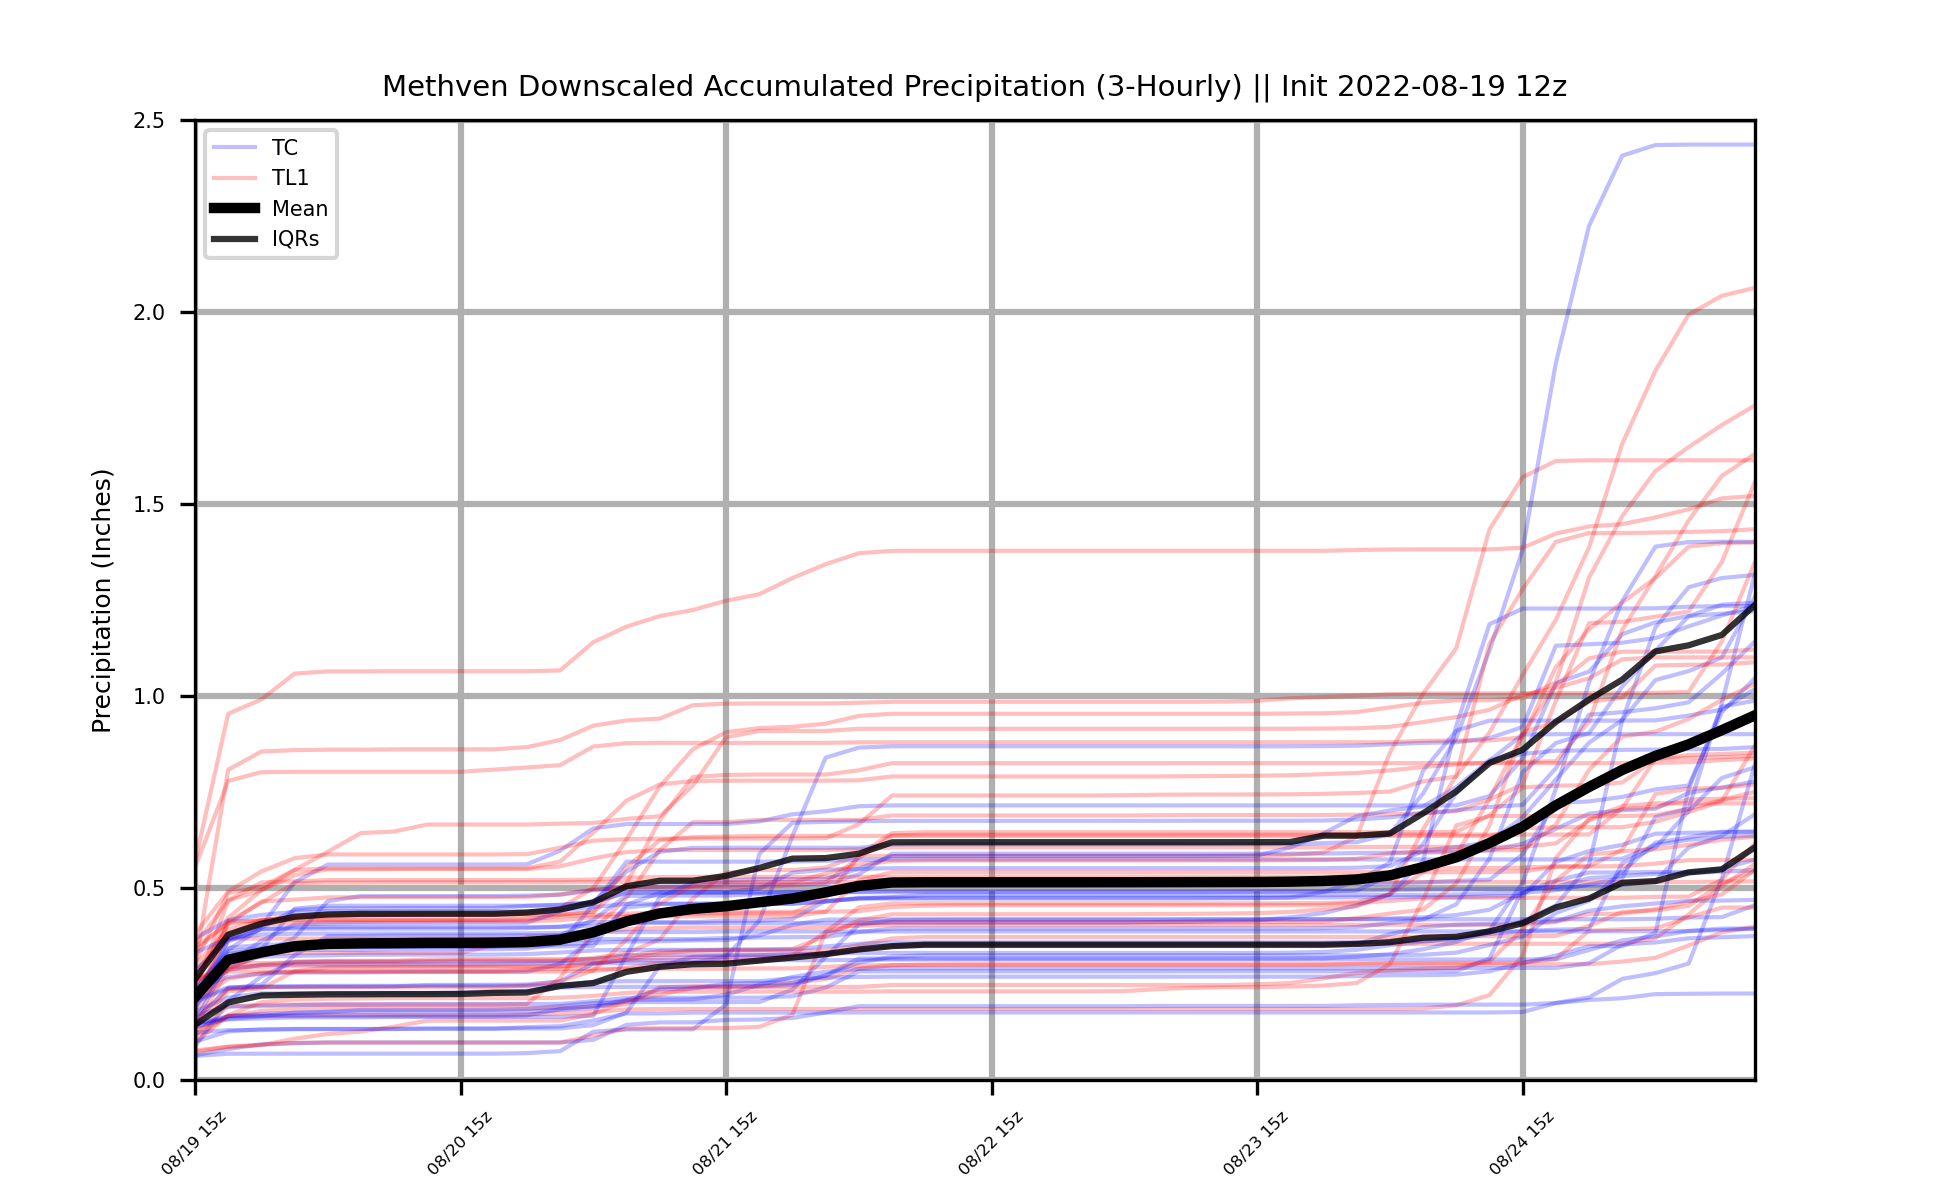 Methven Downscaled Accumulated Precipitation (3-Hourly) || Init 2022-08-19 12z
TC
TL1
Mean
IQRs
Precipitation (Inches)
2.5
2.0
1.5
1.0
0.5
0.0
08/19 15z
08/20 15z
08/21 15z
08/22 15z
08/23 15z
08/24 15z